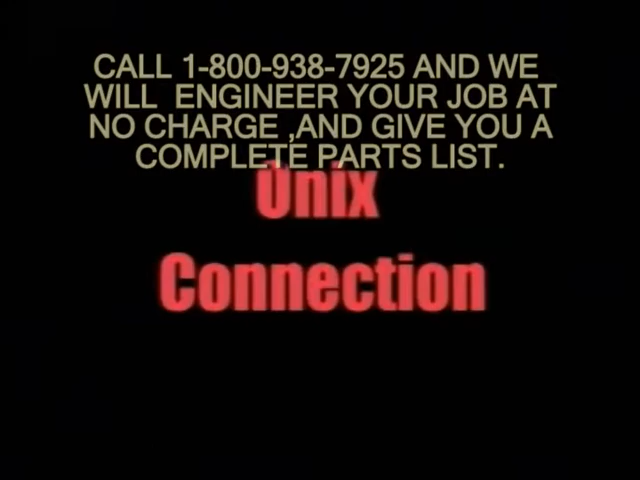 CALL 1-800-938-7925 AND WE
WILL ENGINEER YOUR JOB AT
NO CHARGE ,AND GIVE YOU A
COMPLETE PARTS LIST.
Unix
Connection